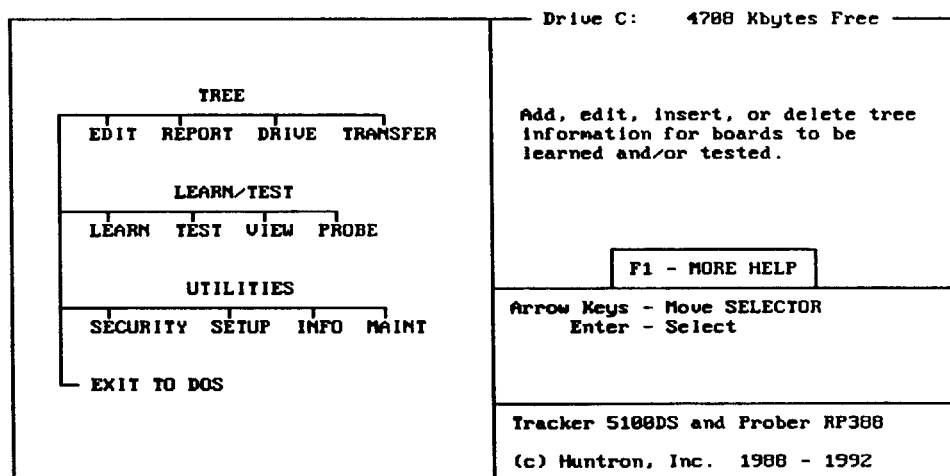 Drive C: 4788 Kbytes Free
TREE
EDIT REPORT DRIVE TRANSFER
LEARN/TEST
LEARN TEST VIEW PROBE
UTILITIES
SECURITY SETUP INFO MAINT
EXIT TO DOS
Add, edit, insert, or delete tree
information for boards to be
learned and/or tested.
F1 - MORE HELP
Arrow Keys - Move SELECTOR
Enter - Select
Tracker 5100DS and Prober RP388
(c) Huntron, Inc. 1988 - 1992